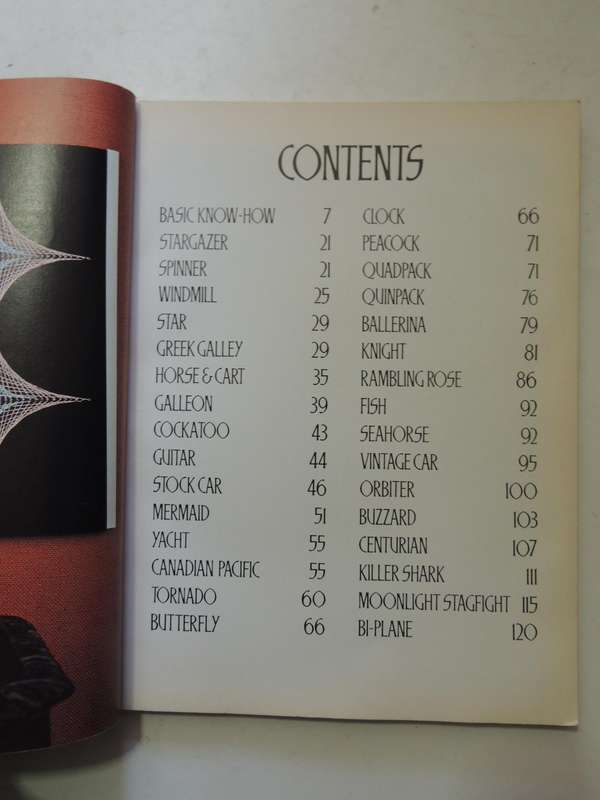 CONTENTS
BASIC KNOW-HOW 7
STARGAZER 21
SPINNER 21
WINDMILL 25
STAR 29
GREEK GALLEY 29
HORSE & CART 35
GALLEON 39
COCKATOO 43
GUITAR 44
STOCK CAR 46
MERMAID 51
YACHT 55
CANADIAN PACIFIC 55
TORNADO 60
BUTTERFLY 66
CLOCK 66
PEACOCK 71
QUADPACK 71
QUINPACK 76
BALLERINA 79
KNIGHT 81
RAMBLING ROSE 86
FISH 92
SEAHORSE 92
VINTAGE CAR 95
ORBITER 100
BUZZARD 103
CENTURIAN 107
KILLER SHARK 111
MOONLIGHT STAGFIGHT 115
BI-PLANE 120